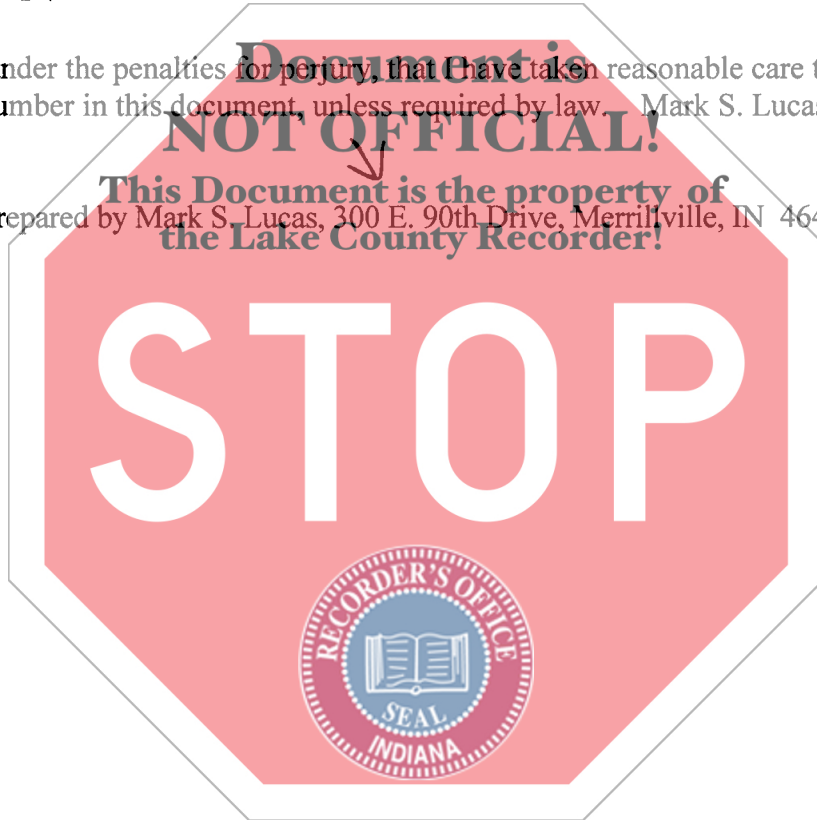 Document is
nder the penalties for perjury, that I have taken reasonable care t
umber in this document, unless required by law. Mark S. Lucas
NOT OFFICIAL!
This Document is the property of
repared by Mark S. Lucas, 300 E. 90th Drive, Merrillville, IN 464
the Lake County Recorder!
STOP
RECORDER'S OFFICE
SEAL
INDIANA